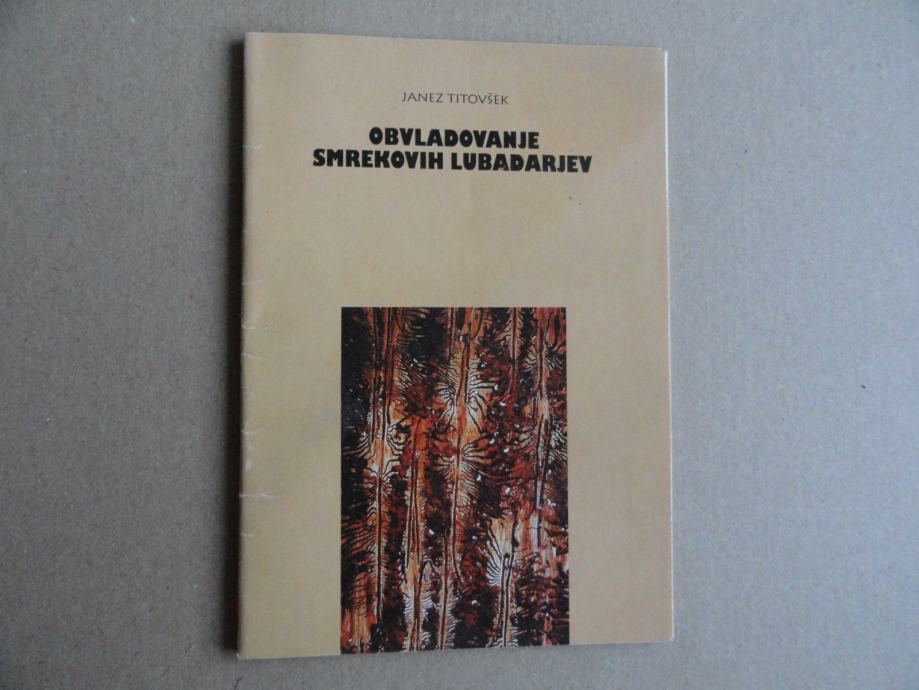 JANEZ TITOVŠEK
OBVLADOVANJE
SMREKOVIH LUBADARJEV